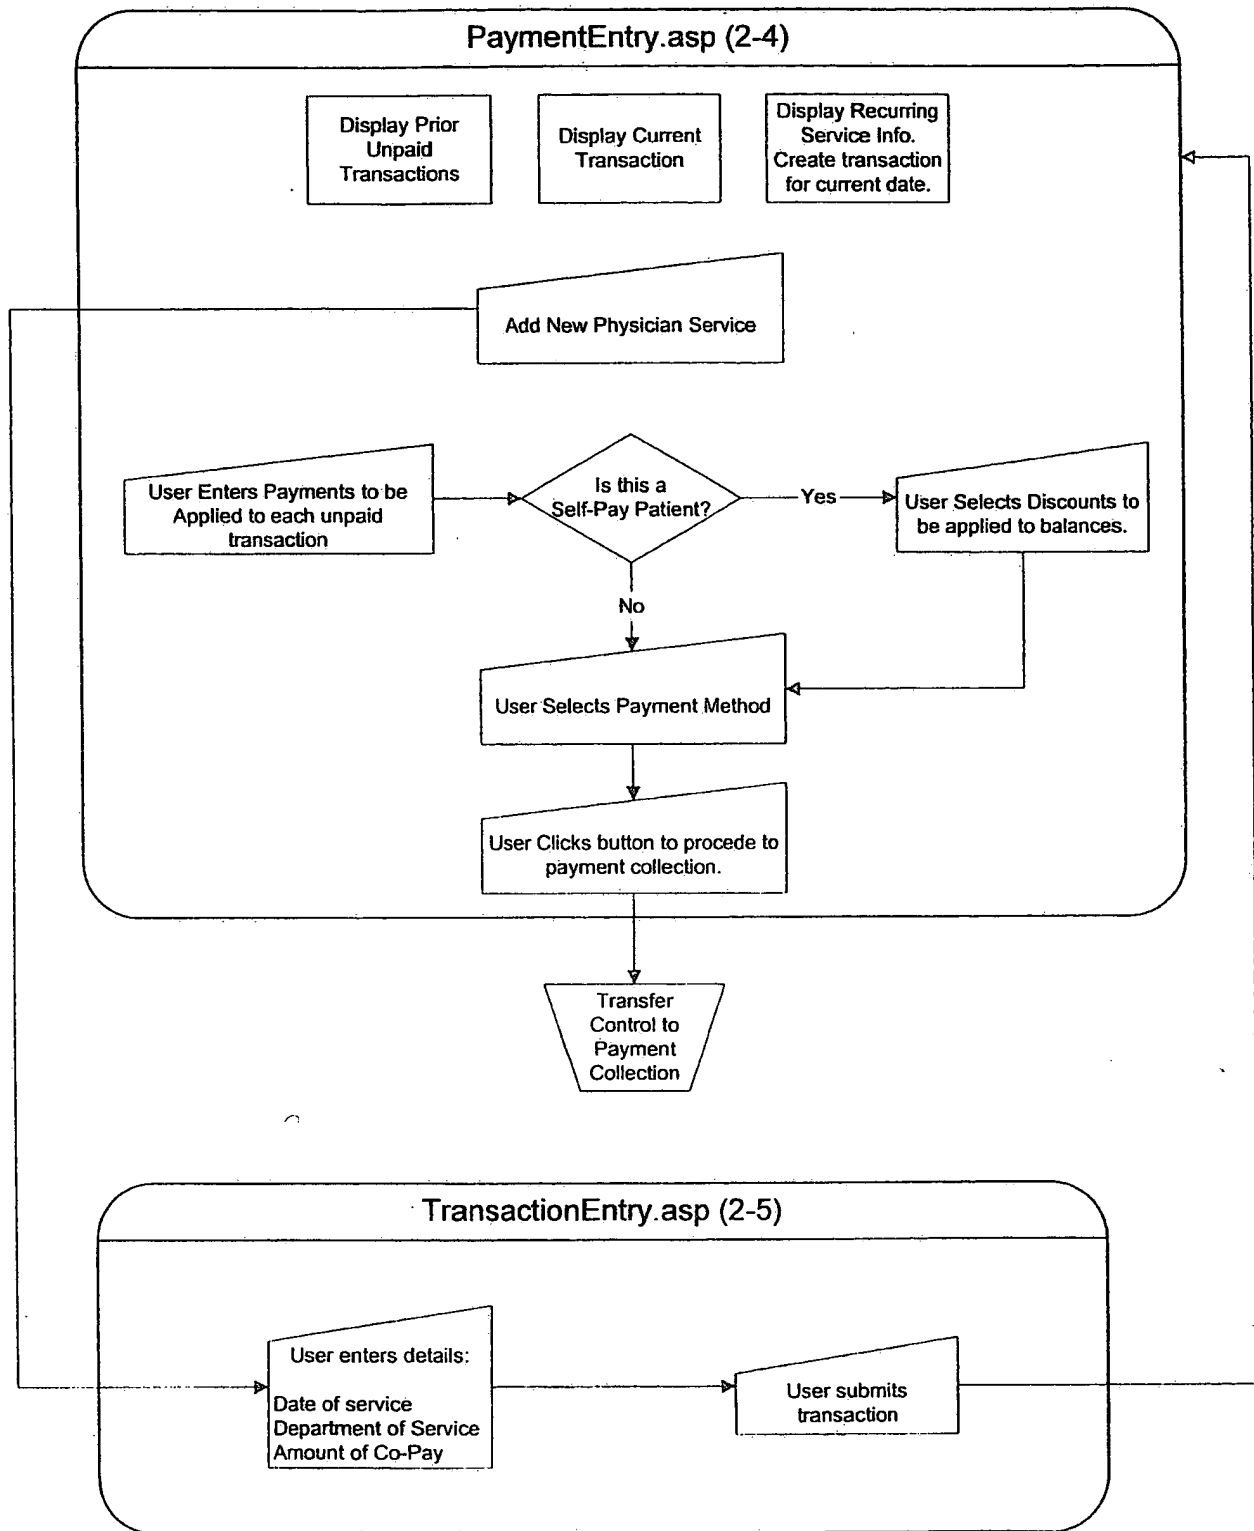 PaymentEntry.asp (2-4)
Display Prior
Unpaid
Transactions
Display Current
Transaction
Display Recurring
Service Info.
Create transaction
for current date.
Add New Physician Service
User Enters Payments to be
Applied to each unpaid
transaction
Is this a
Self-Pay Patient?
Yes
User Selects Discounts to
be applied to balances.
No
User Selects Payment Method
User Clicks button to procede to
payment collection.
Transfer
Control to
Payment
Collection
TransactionEntry.asp (2-5)
User enters details:
Date of service
Department of Service
Amount of Co-Pay
User submits
transaction